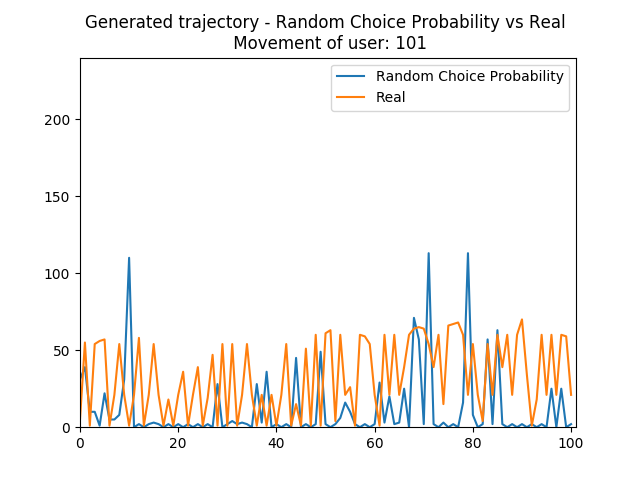 Generated trajectory - Random Choice Probability vs Real
Movement of user: 101
Random Choice Probability
Real
200
150
100
50
0
0 20 40 60 80 100